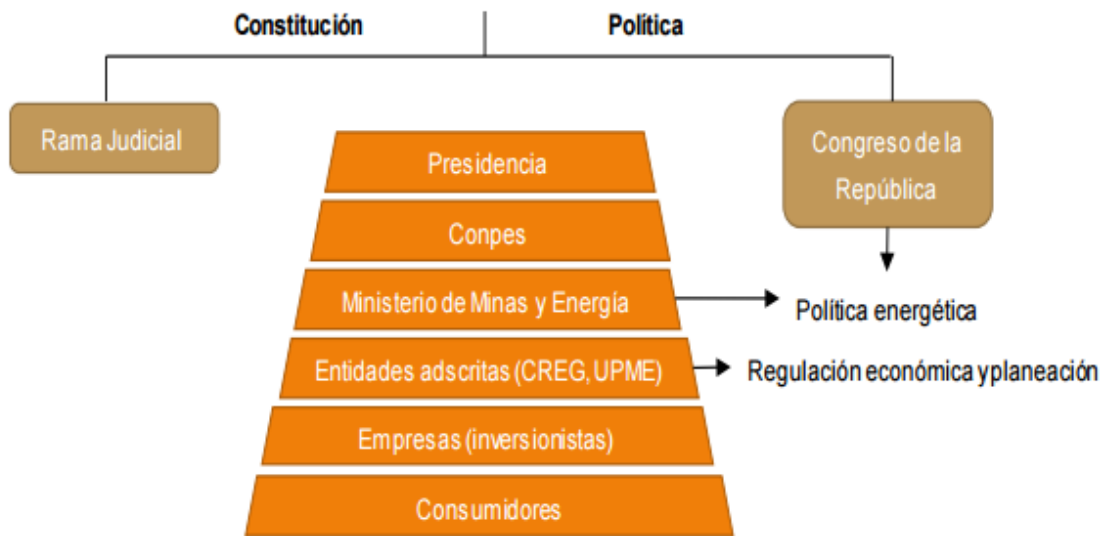 Constitución
Política
Rama Judicial
Congreso de la
República
Presidencia
Conpes
Ministerio de Minas y Energía
Política energética
Entidades adscritas (CREG, UPME)
Regulación económica yplaneación
Empresas (inversionistas)
Consumidores